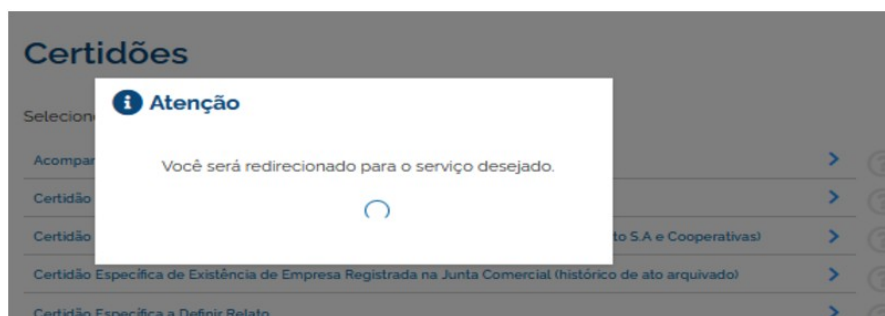 Certidões
Atenção
Selecion
Você será redirecionado para o serviço desejado.
Acompar
Certidão
Certidão
to S.A e Cooperativas)
Certidão Específica de Existência de Empresa Registrada na Junta Comercial (histórico de ato arquivado)
Certidão Específica a Definir Relato